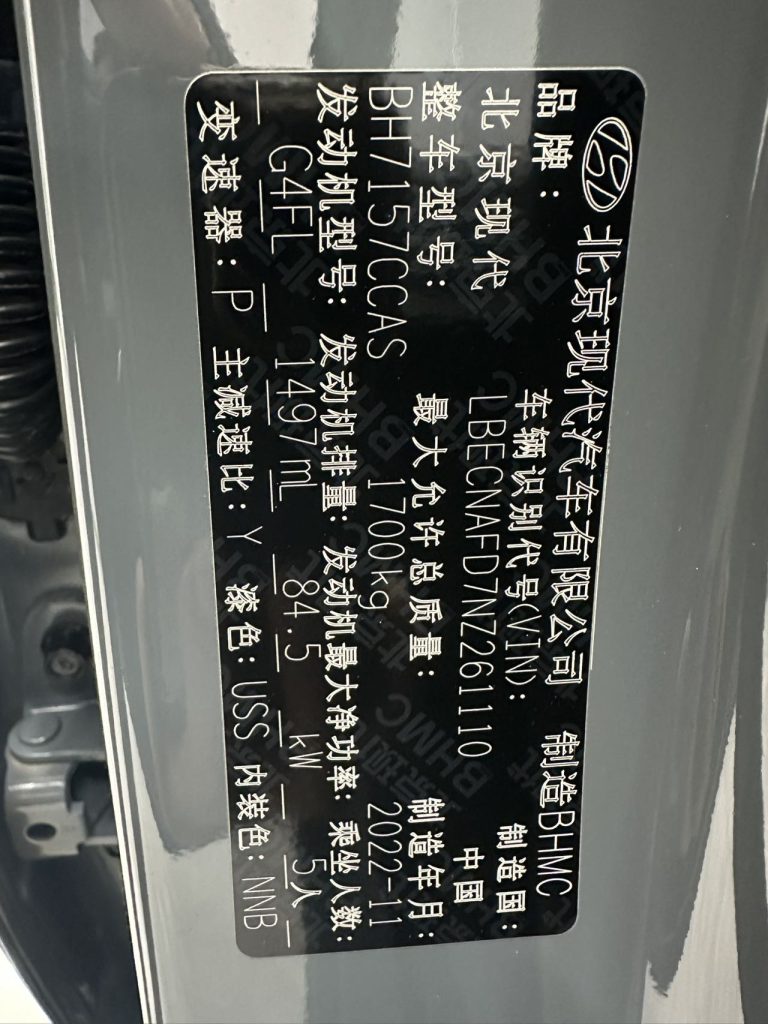 北京现代汽车有限公司 制造BHMC
品牌: 车辆识别代号(VIN): 制造国:
北京现代 LBECNAFD7NZ261110 中国
整车型号: 最大允许总质量: 制造年月:
BH7157CCAS 1700kg 2022-11
发动机型号: 发动机排量: 发动机最大净功率: 乘坐人数:
G4FL 1497mL 84.5 kW 5人
变速器: P 主减速比: Y 漆色: USS 内装色: NNB